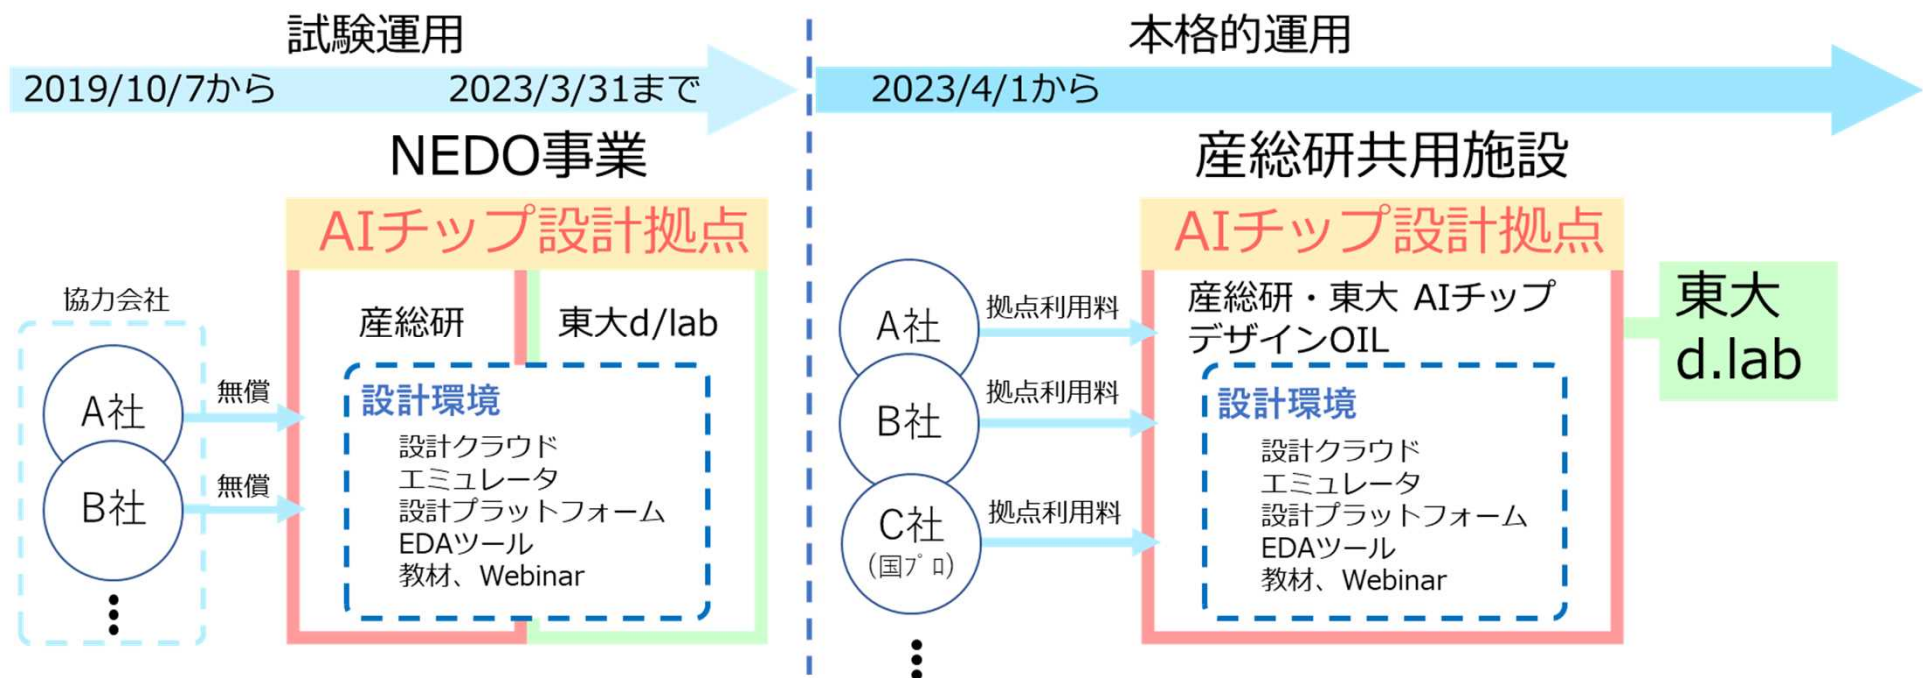 試験運用
2019/10/7から
2023/3/31まで
NEDO事業
AIチップ設計拠点
協力会社
A社
無償
B社
無償
産総研
東大d/lab
設計環境
設計クラウド
エミュレータ
設計プラットフォーム
EDAツール
教材、Webinar
本格的運用
2023/4/1から
産総研共用施設
AIチップ設計拠点
A社
拠点利用料
B社
拠点利用料
C社
(国ﾌﾟﾛ)
拠点利用料
産総研・東大 AIチップ
デザインOIL
設計環境
設計クラウド
エミュレータ
設計プラットフォーム
EDAツール
教材、Webinar
東大
d.lab